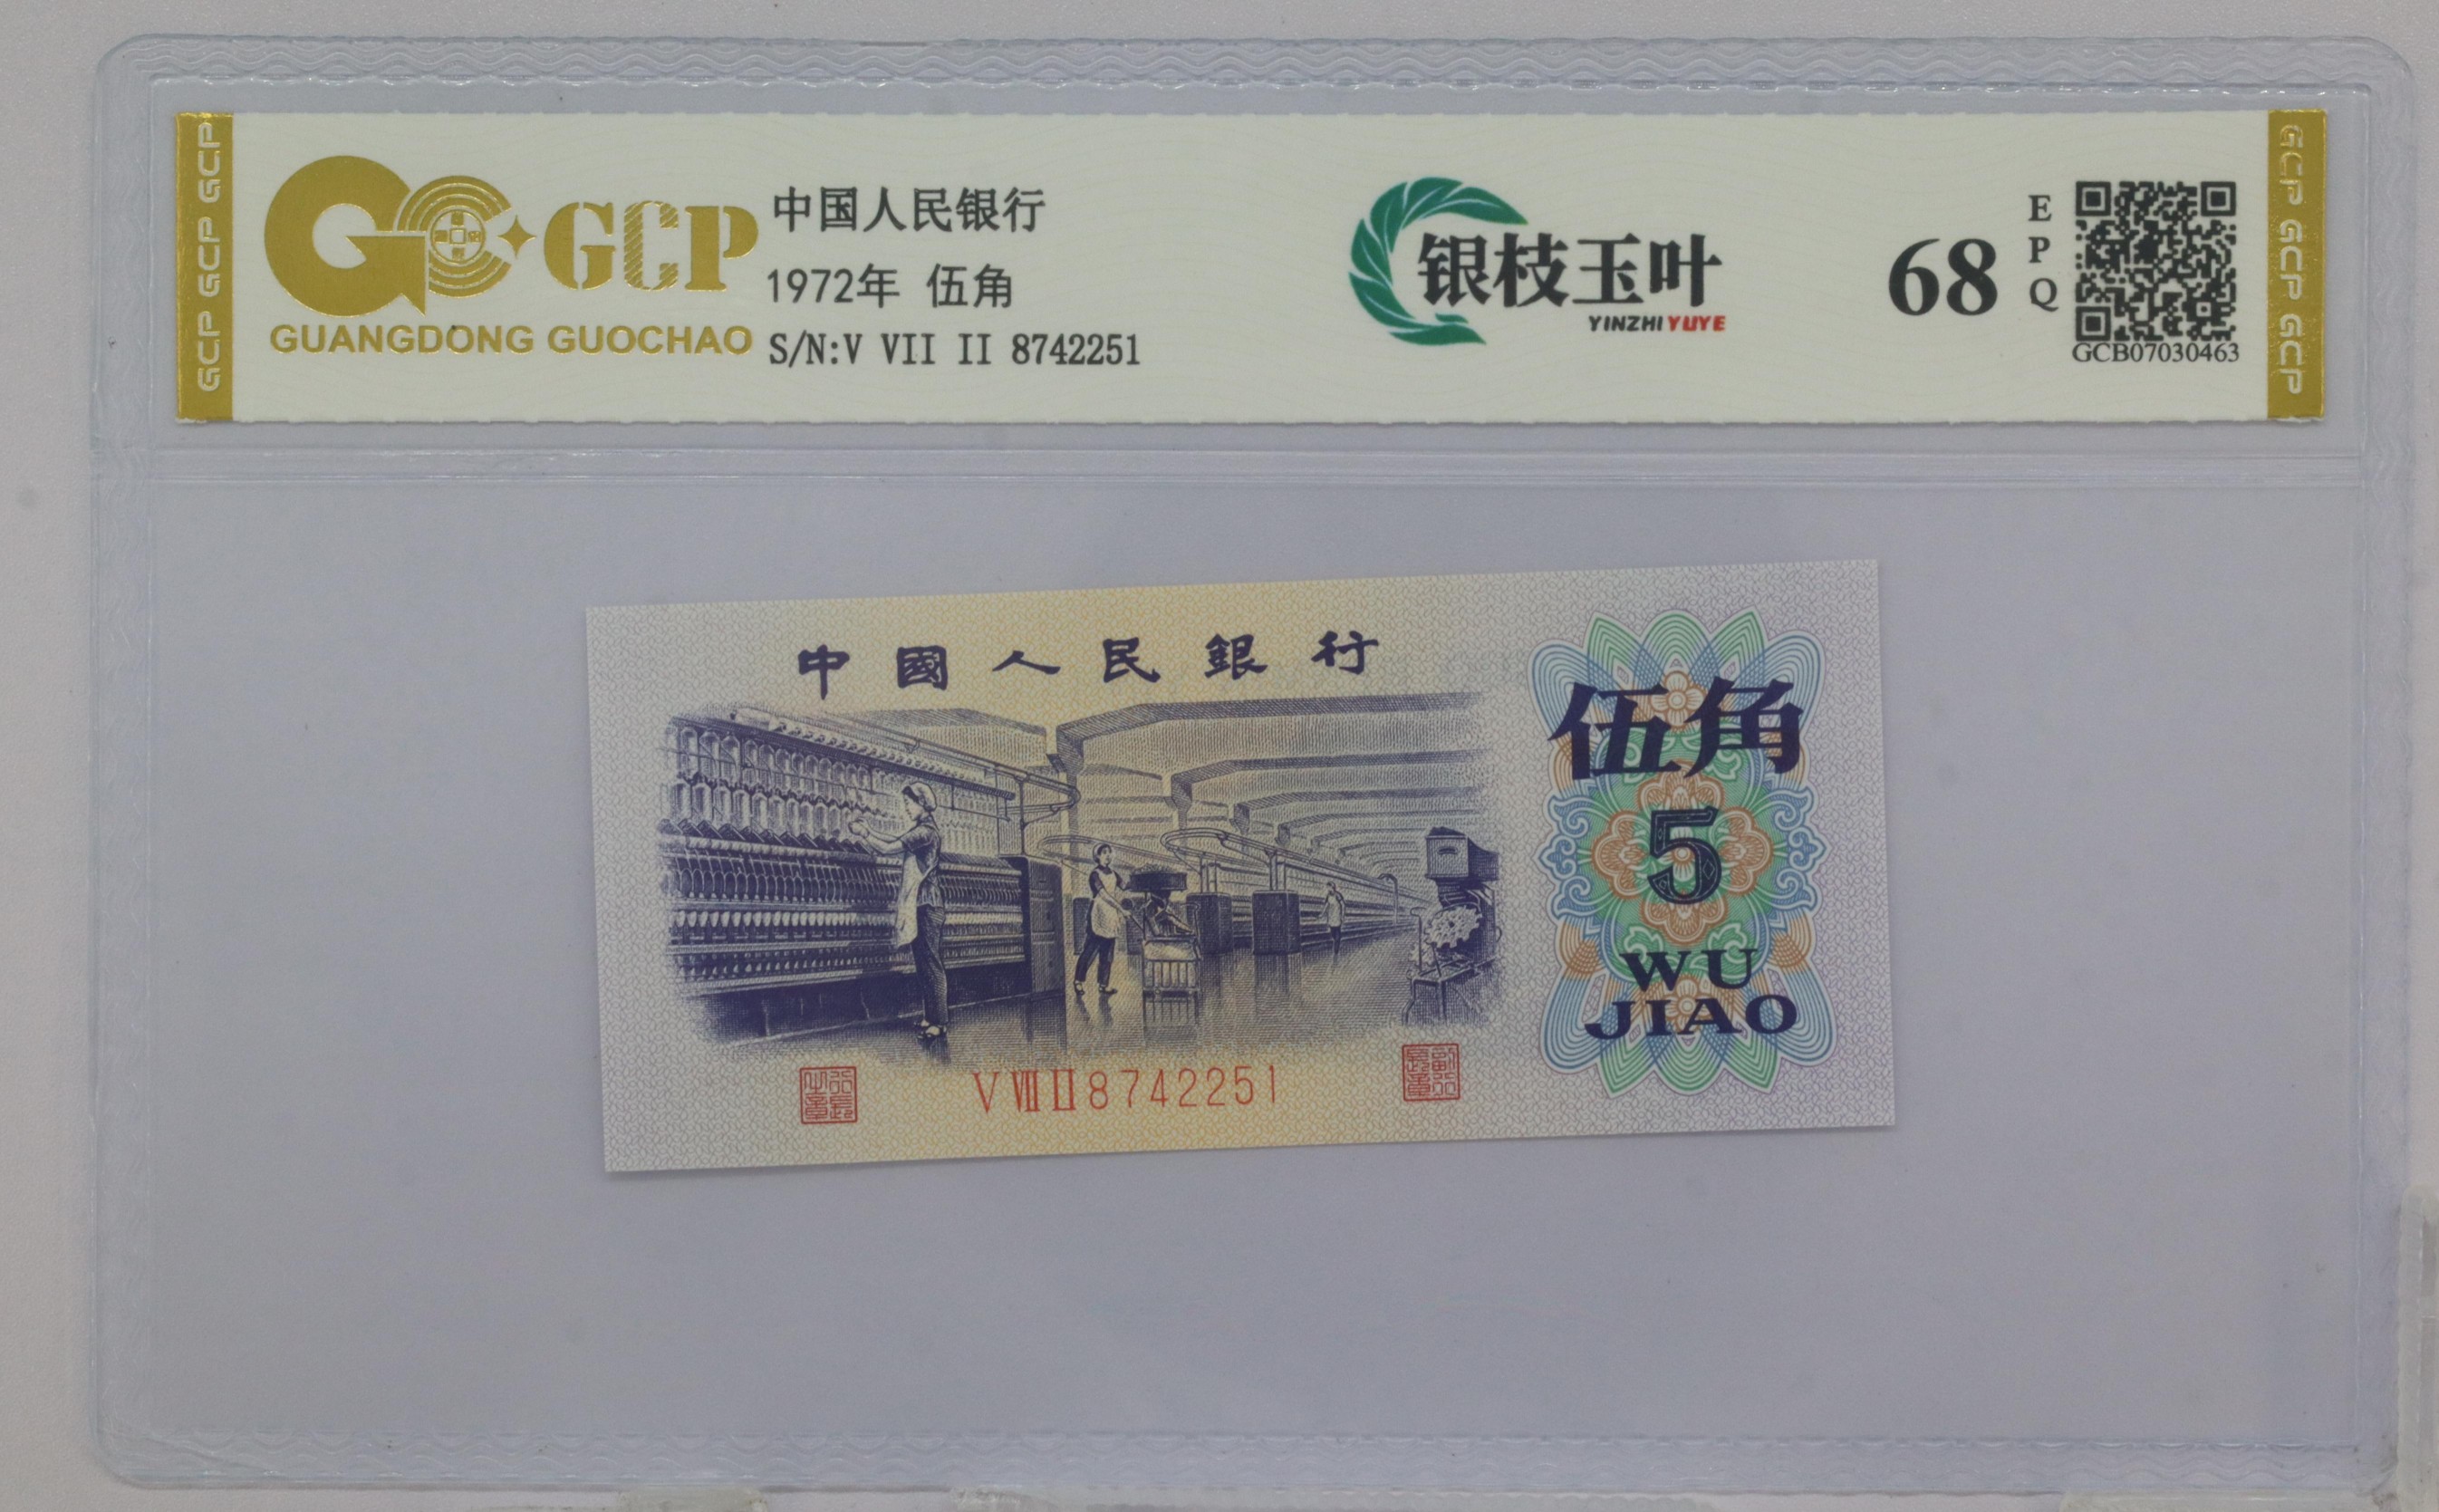 GCP GCP GCP
GCP
GUANGDONG GUOCHAO
中国人民银行
1972年 伍角
S/N:V VII II 8742251
银枝玉叶
YINZHIYUYE
68
EPQ
GCB07030463
GCP GCP GCP
中國人民銀行
伍角
5
WU
JIAO
V VII II 8742251